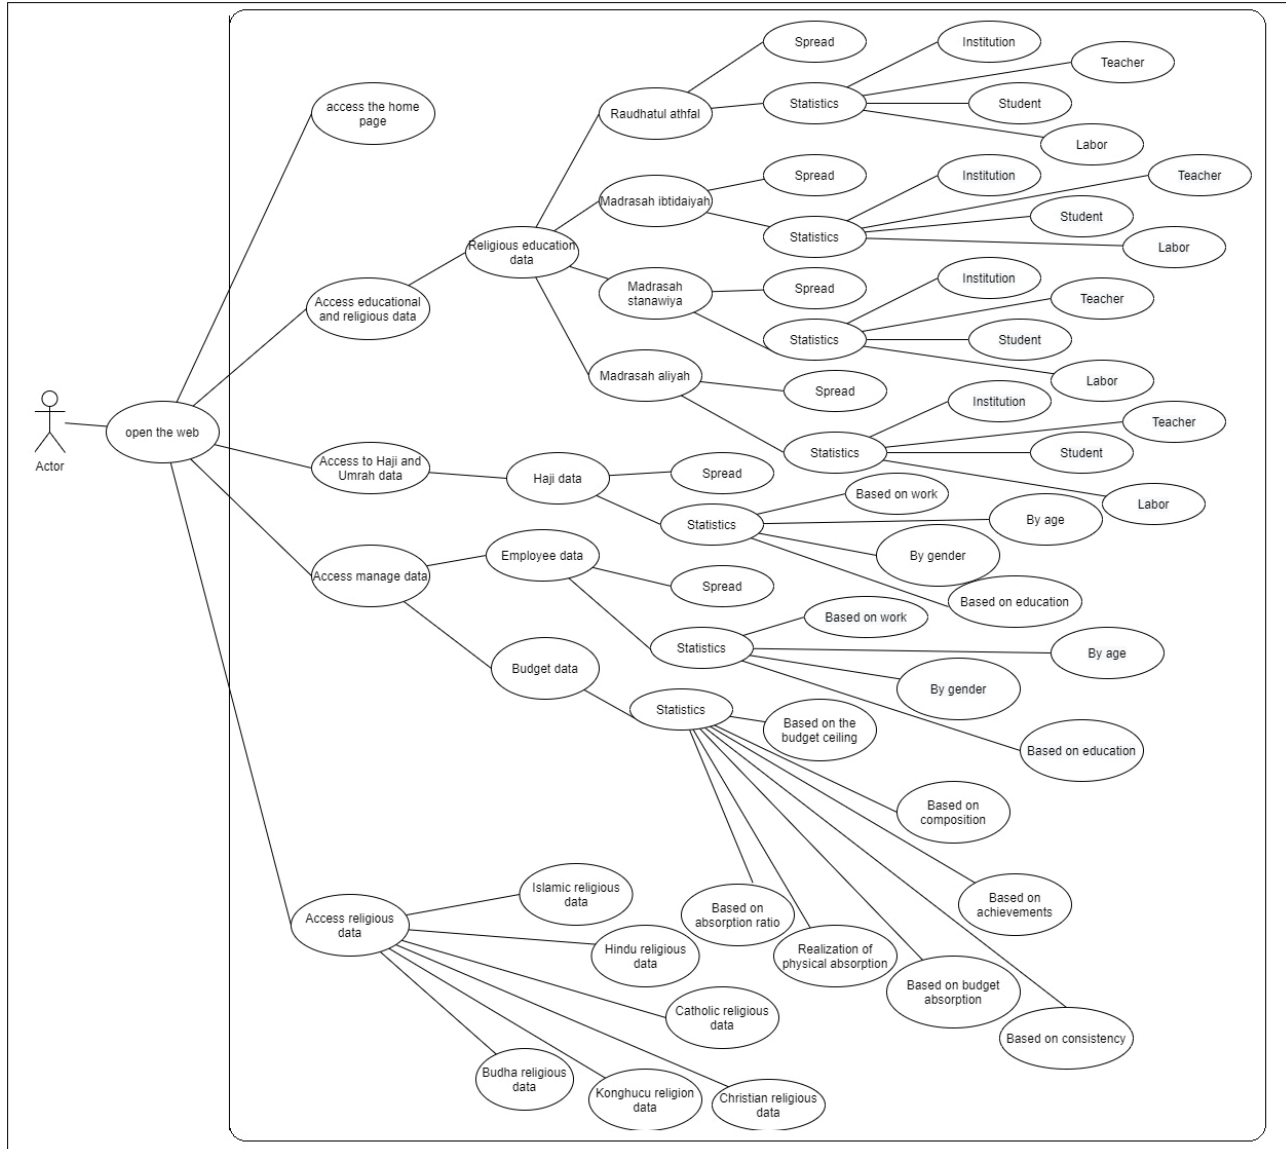 Spread
Institution
Teacher
Statistics
Student
Labor
access the home
page
Raudhatul athfal
Spread
Institution
Teacher
Madrasah ibtidaiyah
Statistics
Student
Labor
Religious education
data
Madrasah
stanawiya
Spread
Institution
Teacher
Statistics
Student
Labor
Access educational
and religious data
Madrasah aliyah
Spread
Institution
Teacher
Statistics
Student
Labor
Actor
open the web
Access to Haji and
Umrah data
Haji data
Spread
Statistics
Based on work
By age
By gender
Based on education
Access manage data
Employee data
Spread
Statistics
Based on work
By age
By gender
Based on education
Budget data
Statistics
Based on the
budget ceiling
Based on
composition
Based on
achievements
Based on
absorption ratio
Realization of
physical absorption
Based on budget
absorption
Based on consistency
Access religious
data
Islamic religious
data
Hindu religious
data
Catholic religious
data
Budha religious
data
Konghucu religion
data
Christian religious
data